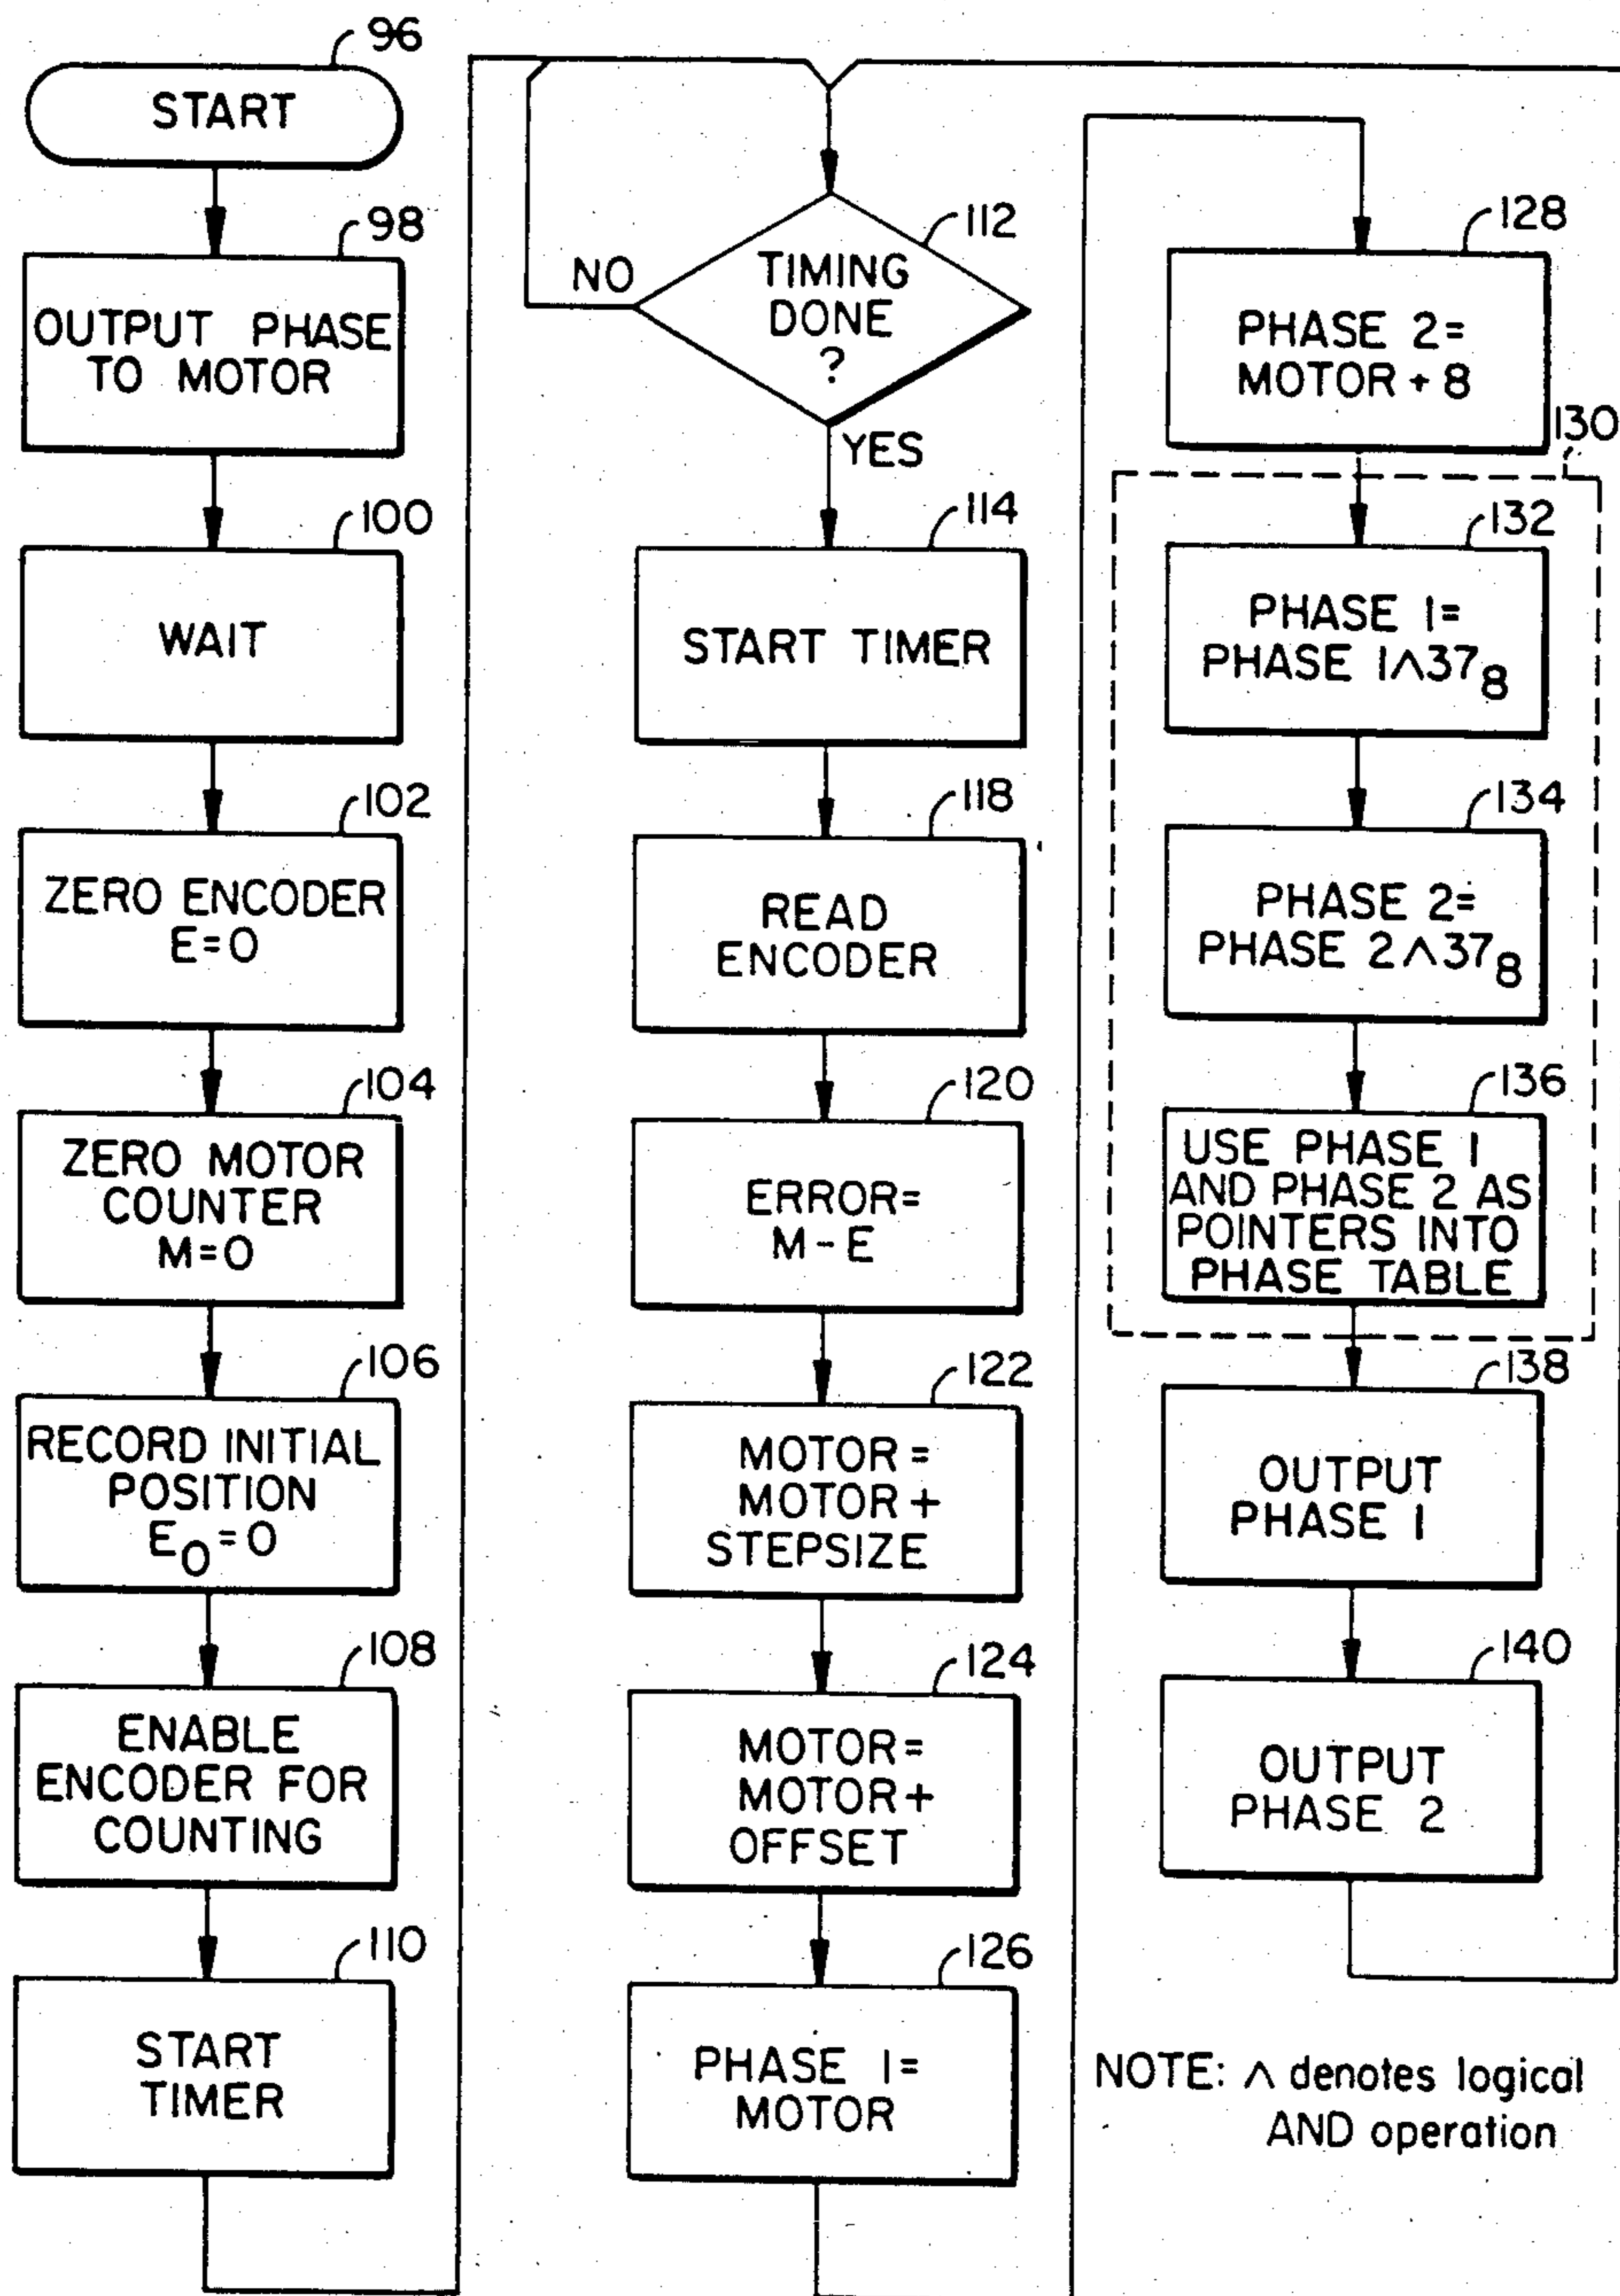 96
START
98
OUTPUT PHASE
TO MOTOR
100
WAIT
102
ZERO ENCODER
E=0
104
ZERO MOTOR
COUNTER
M=0
106
RECORD INITIAL
POSITION
E₀=0
108
ENABLE
ENCODER FOR
COUNTING
110
START
TIMER
112
TIMING
DONE
?
NO
YES
114
START TIMER
118
READ
ENCODER
120
ERROR=
M-E
122
MOTOR=
MOTOR+
STEPSIZE
124
MOTOR=
MOTOR+
OFFSET
126
PHASE 1=
MOTOR
128
PHASE 2=
MOTOR+8
130
132
PHASE 1=
PHASE 1∧37₈
134
PHASE 2=
PHASE 2∧37₈
136
USE PHASE 1
AND PHASE 2 AS
POINTERS INTO
PHASE TABLE
138
OUTPUT
PHASE 1
140
OUTPUT
PHASE 2
NOTE: ∧ denotes logical
AND operation